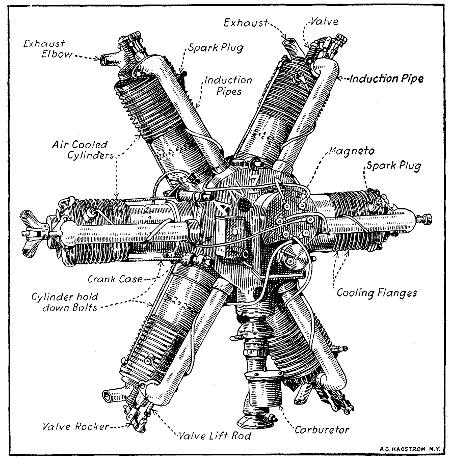 Exhaust
Valve
Exhaust
Elbow
Spark Plug
Induction
Pipes
Induction Pipe
Air Cooled
Cylinders
Magneto
Spark Plug
Crank Case
Cylinder hold
down Bolts
Cooling Flanges
Valve Rocker
Valve Lift Rod
Carburetor
A.G. HAGSTROM N.Y.